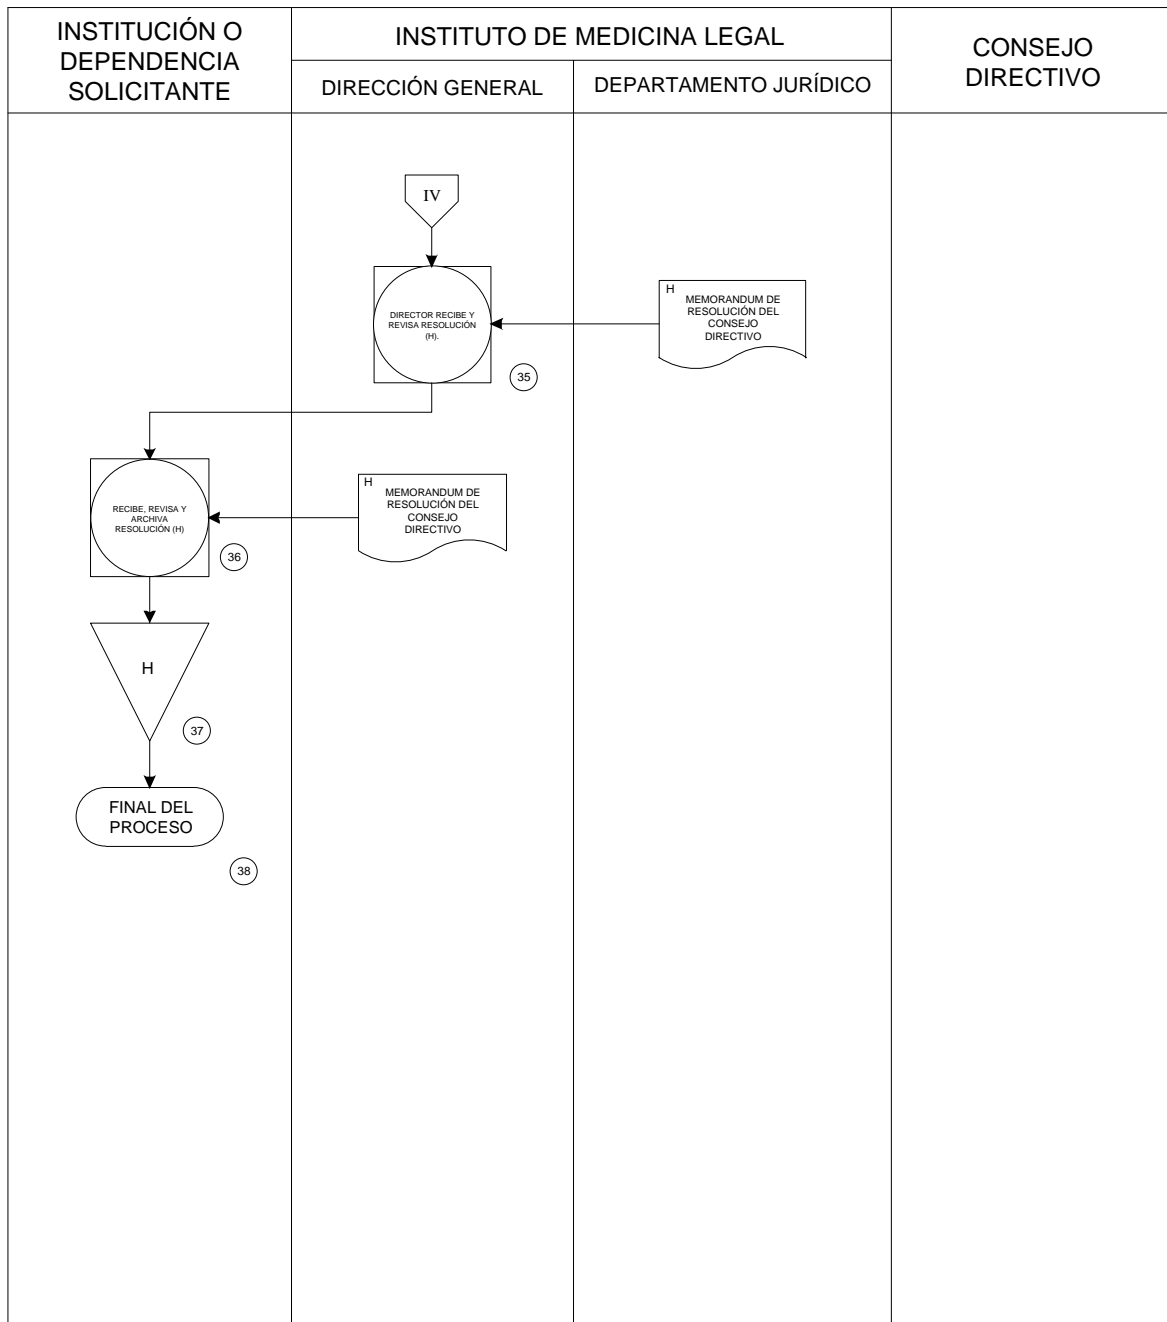 INSTITUCIÓN O
DEPENDENCIA
SOLICITANTE
INSTITUTO DE MEDICINA LEGAL
DIRECCIÓN GENERAL
DEPARTAMENTO JURÍDICO
CONSEJO
DIRECTIVO
IV
DIRECTOR RECIBE Y
REVISA RESOLUCIÓN
(H).
35
H
MEMORANDUM DE
RESOLUCIÓN DEL
CONSEJO
DIRECTIVO
RECIBE, REVISA Y
ARCHIVA
RESOLUCIÓN (H)
36
H
MEMORANDUM DE
RESOLUCIÓN DEL
CONSEJO
DIRECTIVO
H
37
FINAL DEL
PROCESO
38